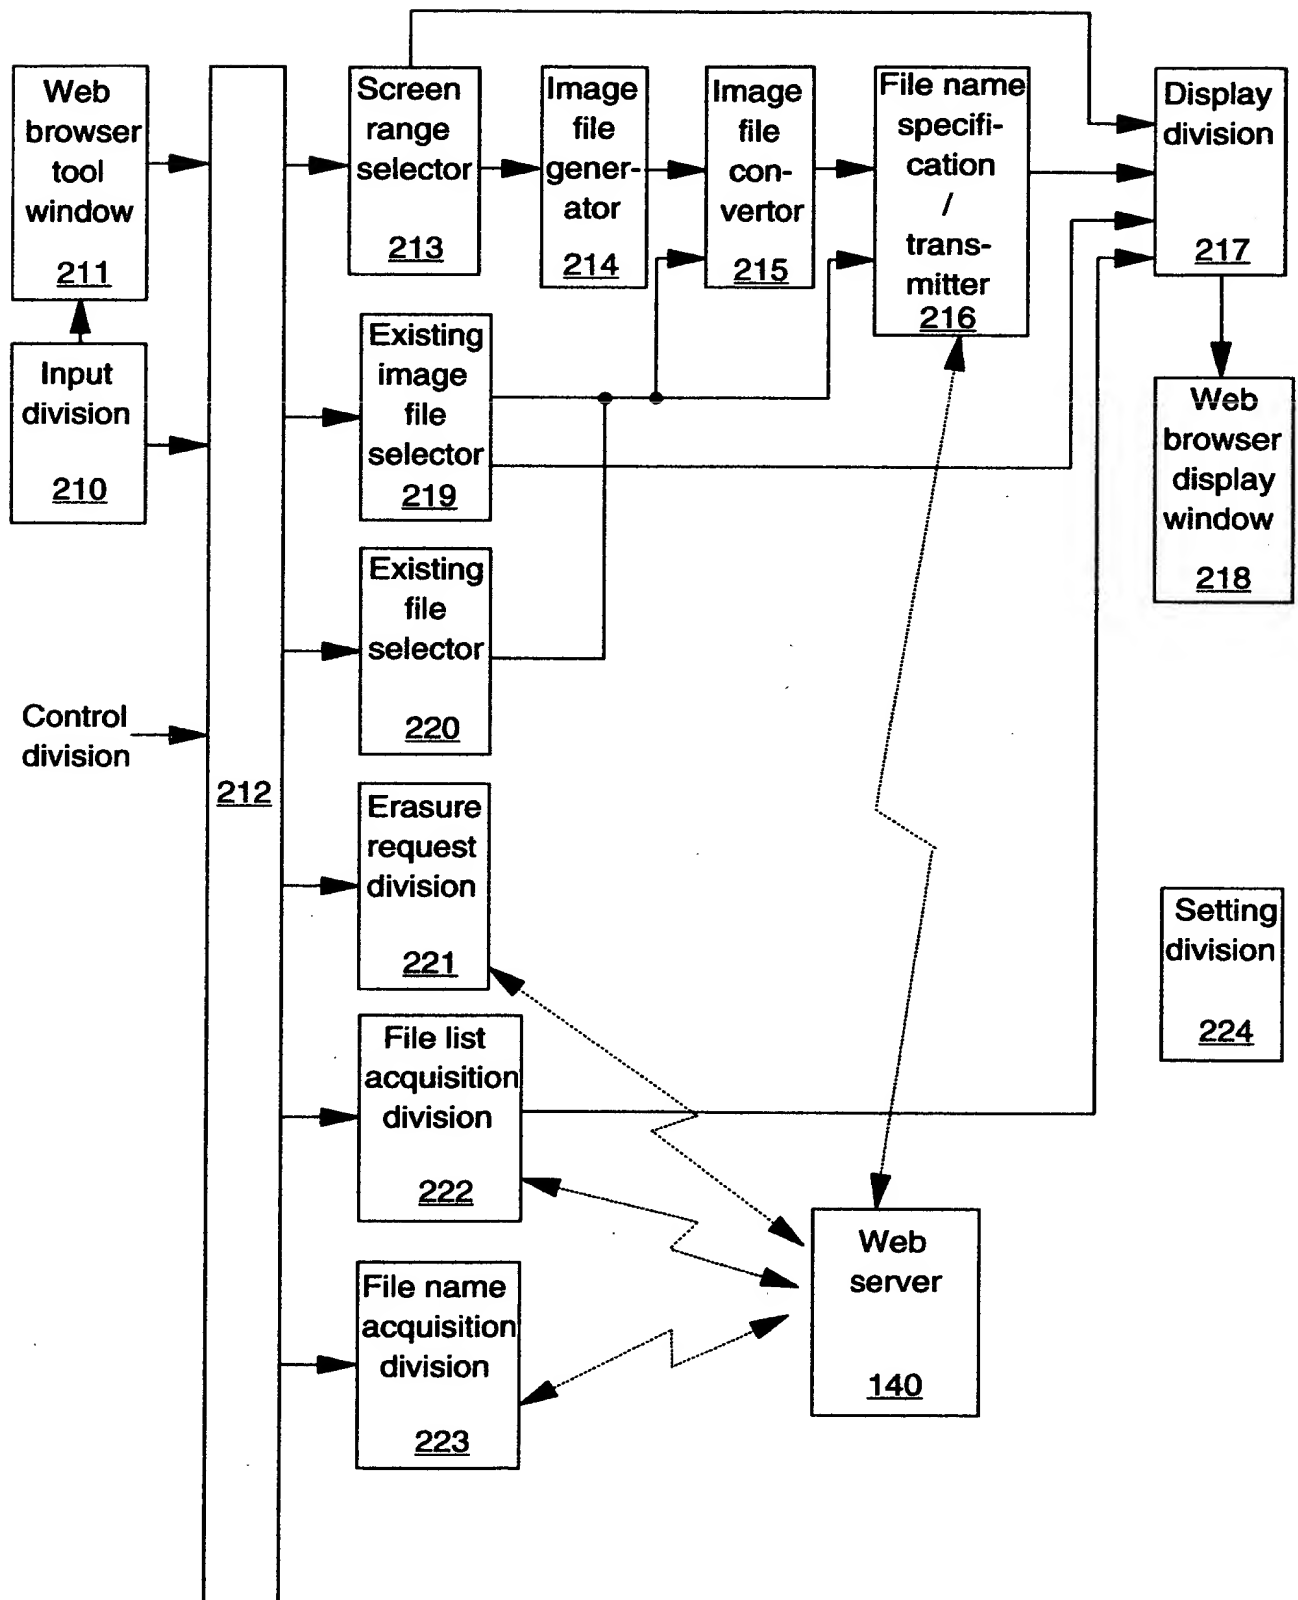 Web
browser
tool
window
211
Input
division
210
Control
division
212
Screen
range
selector
213
Image
file
gener-
ator
214
Image
file
con-
vertor
215
File name
specifi-
cation
/
trans-
mitter
216
Display
division
217
Web
browser
display
window
218
Existing
image
file
selector
219
Existing
file
selector
220
Erasure
request
division
221
File list
acquisition
division
222
File name
acquisition
division
223
Web
server
140
Setting
division
224